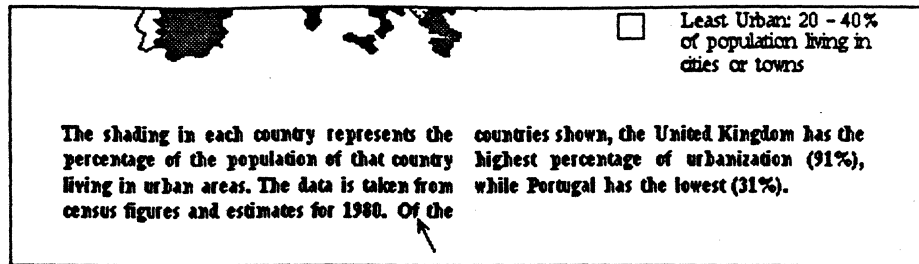 Least Urban: 20 - 40%
of population living in
cities or towns
The shading in each country represents the
percentage of the population of that country
living in urban areas. The data is taken from
census figures and estimates for 1980. Of the
countries shown, the United Kingdom has the
highest percentage of urbanization (91%),
while Portugal has the lowest (31%).